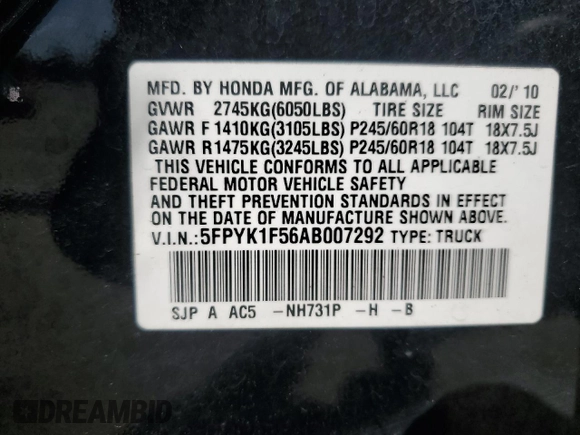 MFD. BY HONDA MFG. OF ALABAMA, LLC 02/'10
GVWR 2745KG(6050LBS) TIRE SIZE RIM SIZE
GAWR F 1410KG(3105LBS) P245/60R18 104T 18X7.5J
GAWR R 1475KG(3245LBS) P245/60R18 104T 18X7.5J
THIS VEHICLE CONFORMS TO ALL APPLICABLE
FEDERAL MOTOR VEHICLE SAFETY
AND THEFT PREVENTION STANDARDS IN EFFECT
ON THE DATE OF MANUFACTURE SHOWN ABOVE.
V.I.N.:5FPYK1F56AB007292 TYPE: TRUCK
SJP A AC5 -NH731P -H -B
DREAMBID